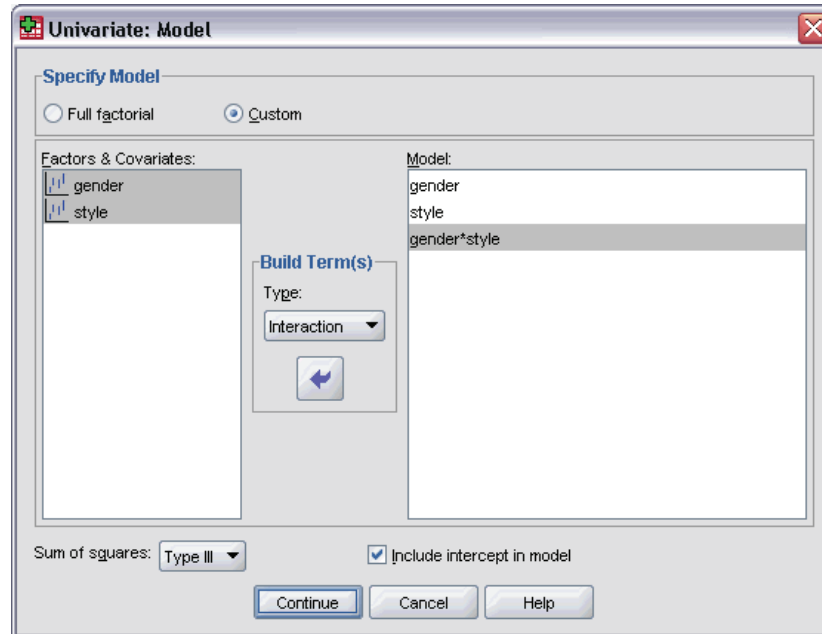 Univariate: Model
Specify Model
Full factorial
Custom
Factors & Covariates:
gender
style
Build Term(s)
Type:
Interaction
Model:
gender
style
gender*style
Sum of squares:
Type III
Include intercept in model
Continue
Cancel
Help